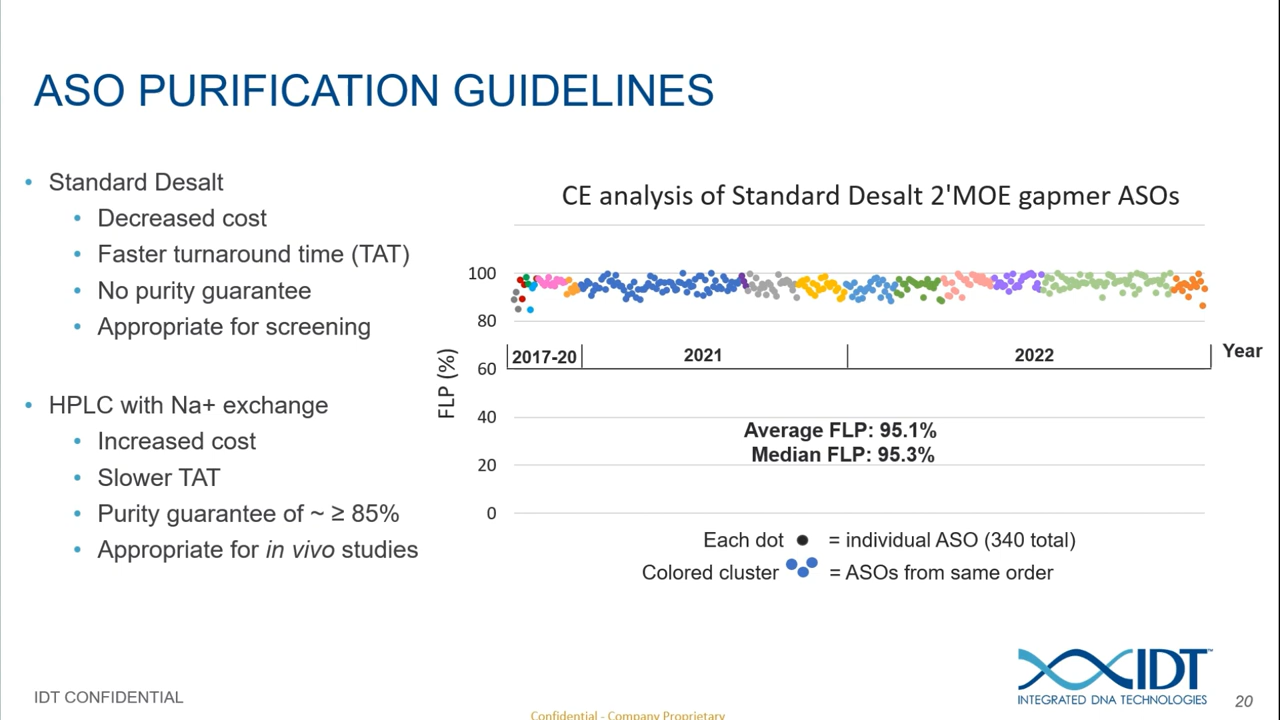 ASO PURIFICATION GUIDELINES
• Standard Desalt
• Decreased cost
• Faster turnaround time (TAT)
• No purity guarantee
• Appropriate for screening
• HPLC with Na+ exchange
• Increased cost
• Slower TAT
• Purity guarantee of ~ ≥ 85%
• Appropriate for in vivo studies
CE analysis of Standard Desalt 2'MOE gapmer ASOs
100
80
60
40
20
0
FLP (%)
2017-20
2021
2022
Year
Average FLP: 95.1%
Median FLP: 95.3%
Each dot = individual ASO (340 total)
Colored cluster = ASOs from same order
IDT CONFIDENTIAL
Confidential - Company Proprietary
IDT™
INTEGRATED DNA TECHNOLOGIES
20